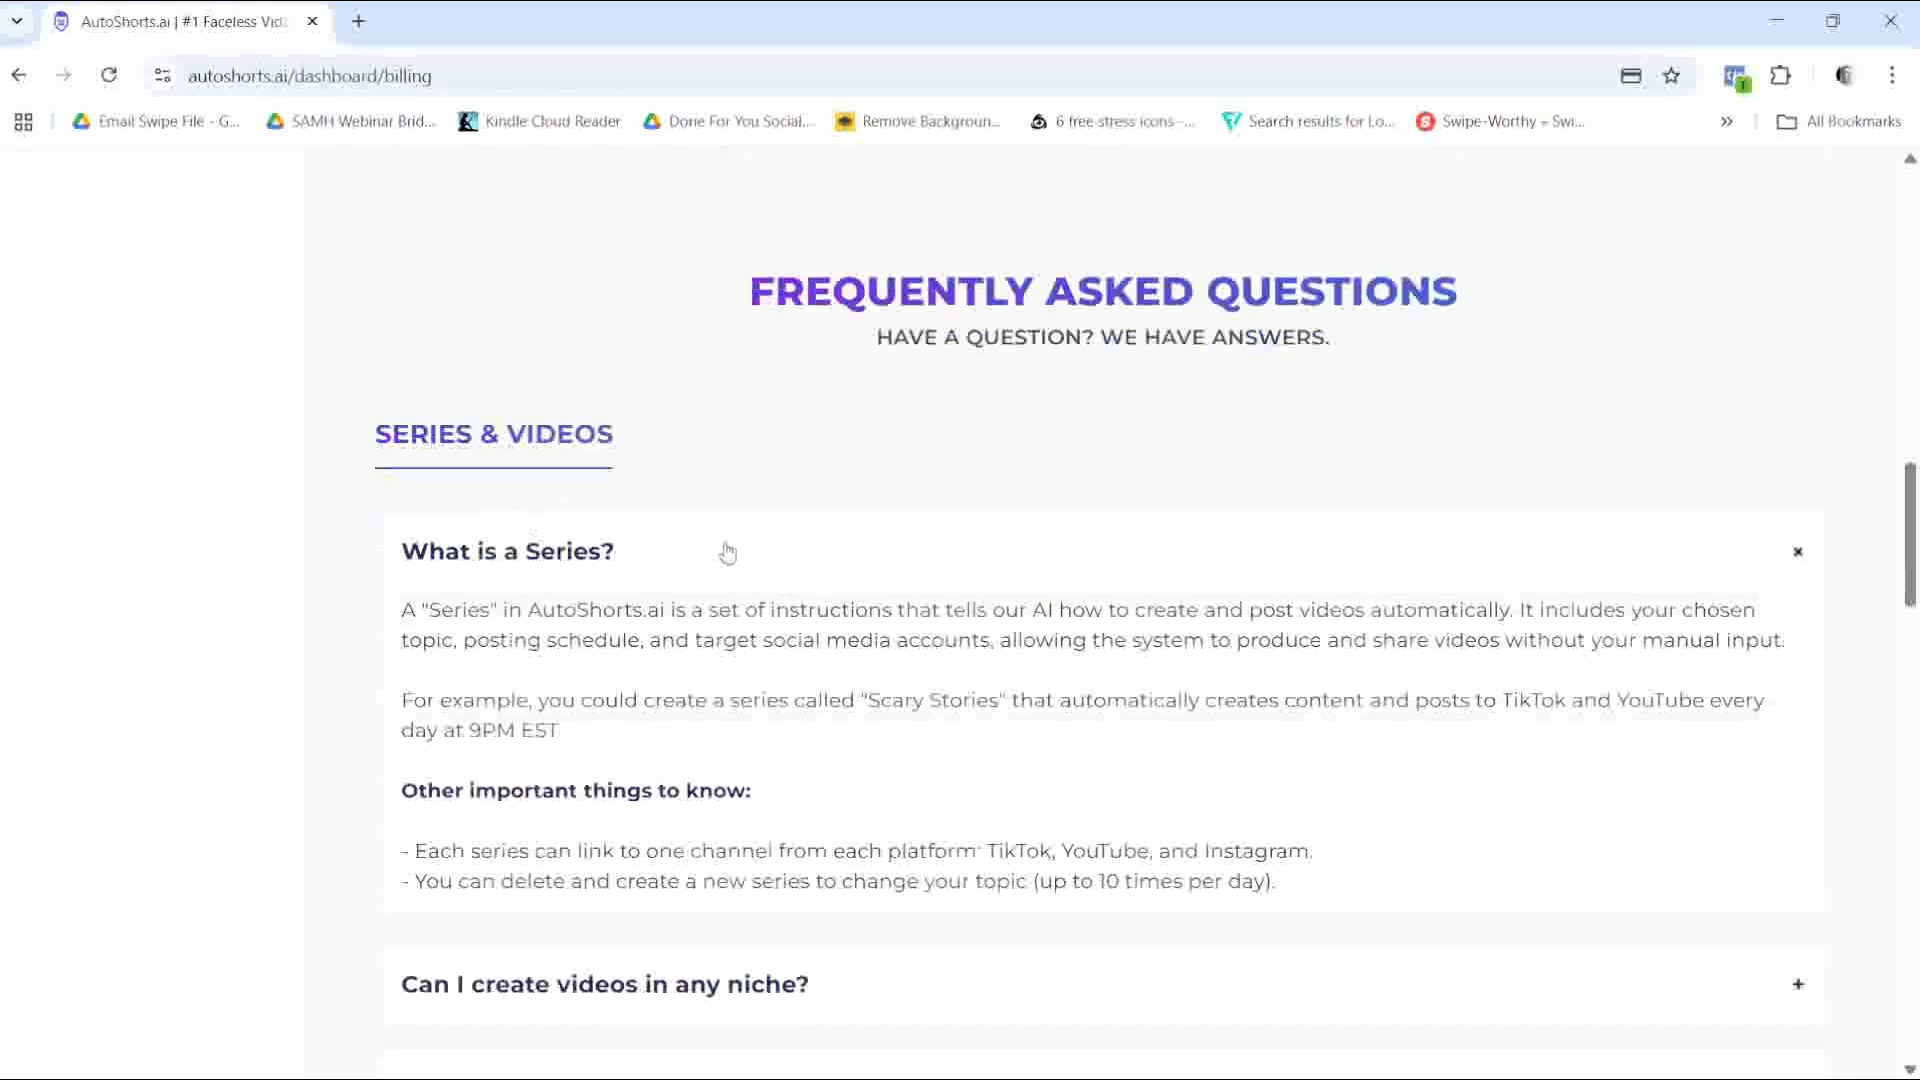 AutoShorts.ai | #1 Faceless Vid
autoshorts.ai/dashboard/billing
Email Swipe File - G...
SAMH Webinar Brid...
Kindle Cloud Reader
Done For You Social...
Remove Backgroun...
6 free stress icons -...
Search results for Lo...
Swipe-Worthy = Swi...
All Bookmarks
FREQUENTLY ASKED QUESTIONS
HAVE A QUESTION? WE HAVE ANSWERS.
SERIES & VIDEOS
What is a Series?
A "Series" in AutoShorts.ai is a set of instructions that tells our AI how to create and post videos automatically. It includes your chosen
topic, posting schedule, and target social media accounts, allowing the system to produce and share videos without your manual input.
For example, you could create a series called "Scary Stories" that automatically creates content and posts to TikTok and YouTube every
day at 9PM EST
Other important things to know:
- Each series can link to one channel from each platform: TikTok, YouTube, and Instagram.
- You can delete and create a new series to change your topic (up to 10 times per day).
Can I create videos in any niche?